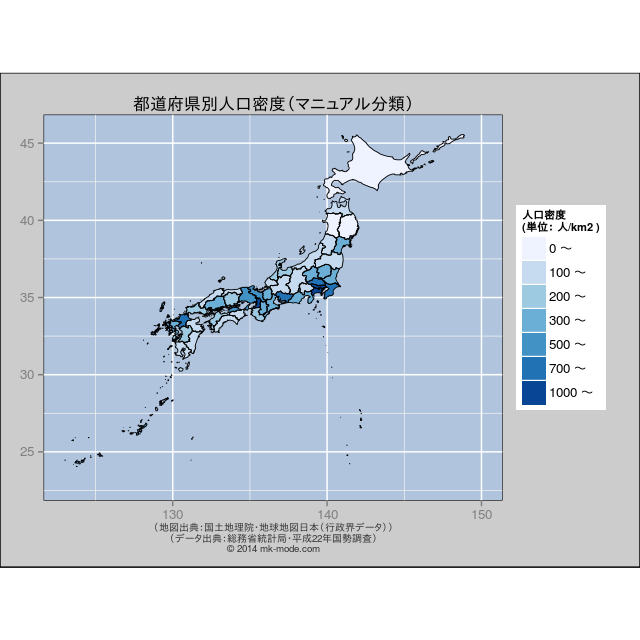 都道府県別人口密度（マニュアル分類）
45
40
35
30
25
130
140
150
人口密度
(単位: 人/km2 )
0 ～
100 ～
200 ～
300 ～
500 ～
700 ～
1000 ～
（地図出典：国土地理院・地球地図日本（行政界データ））
（データ出典：総務省統計局・平成22年国勢調査）
© 2014 mk-mode.com